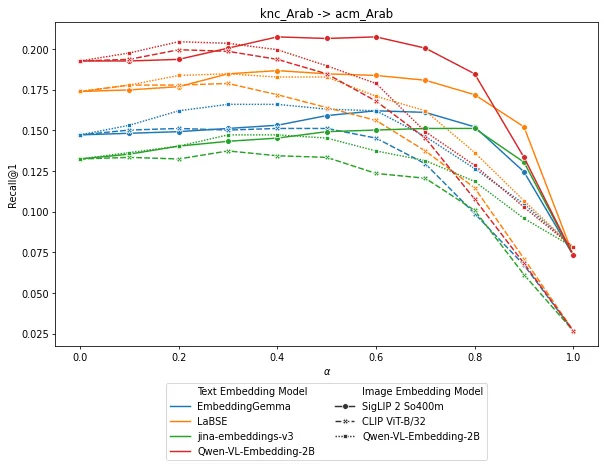 knc_Arab -> acm_Arab
Recall@1
0.200
0.175
0.150
0.125
0.100
0.075
0.050
0.025
0.0 0.2 0.4 0.6 0.8 1.0
α
Text Embedding Model
EmbeddingGemma
LaBSE
jina-embeddings-v3
Qwen-VL-Embedding-2B
Image Embedding Model
SigLIP 2 So400m
CLIP ViT-B/32
Qwen-VL-Embedding-2B